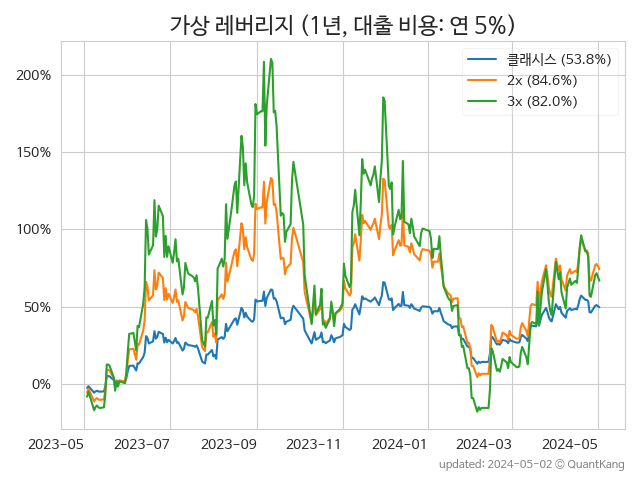 가상 레버리지 (1년, 대출 비용: 연 5%)
클래시스 (53.8%)
2x (84.6%)
3x (82.0%)
200%
150%
100%
50%
0%
2023-05 2023-07 2023-09 2023-11 2024-01 2024-03 2024-05
updated: 2024-05-02 © QuantKang